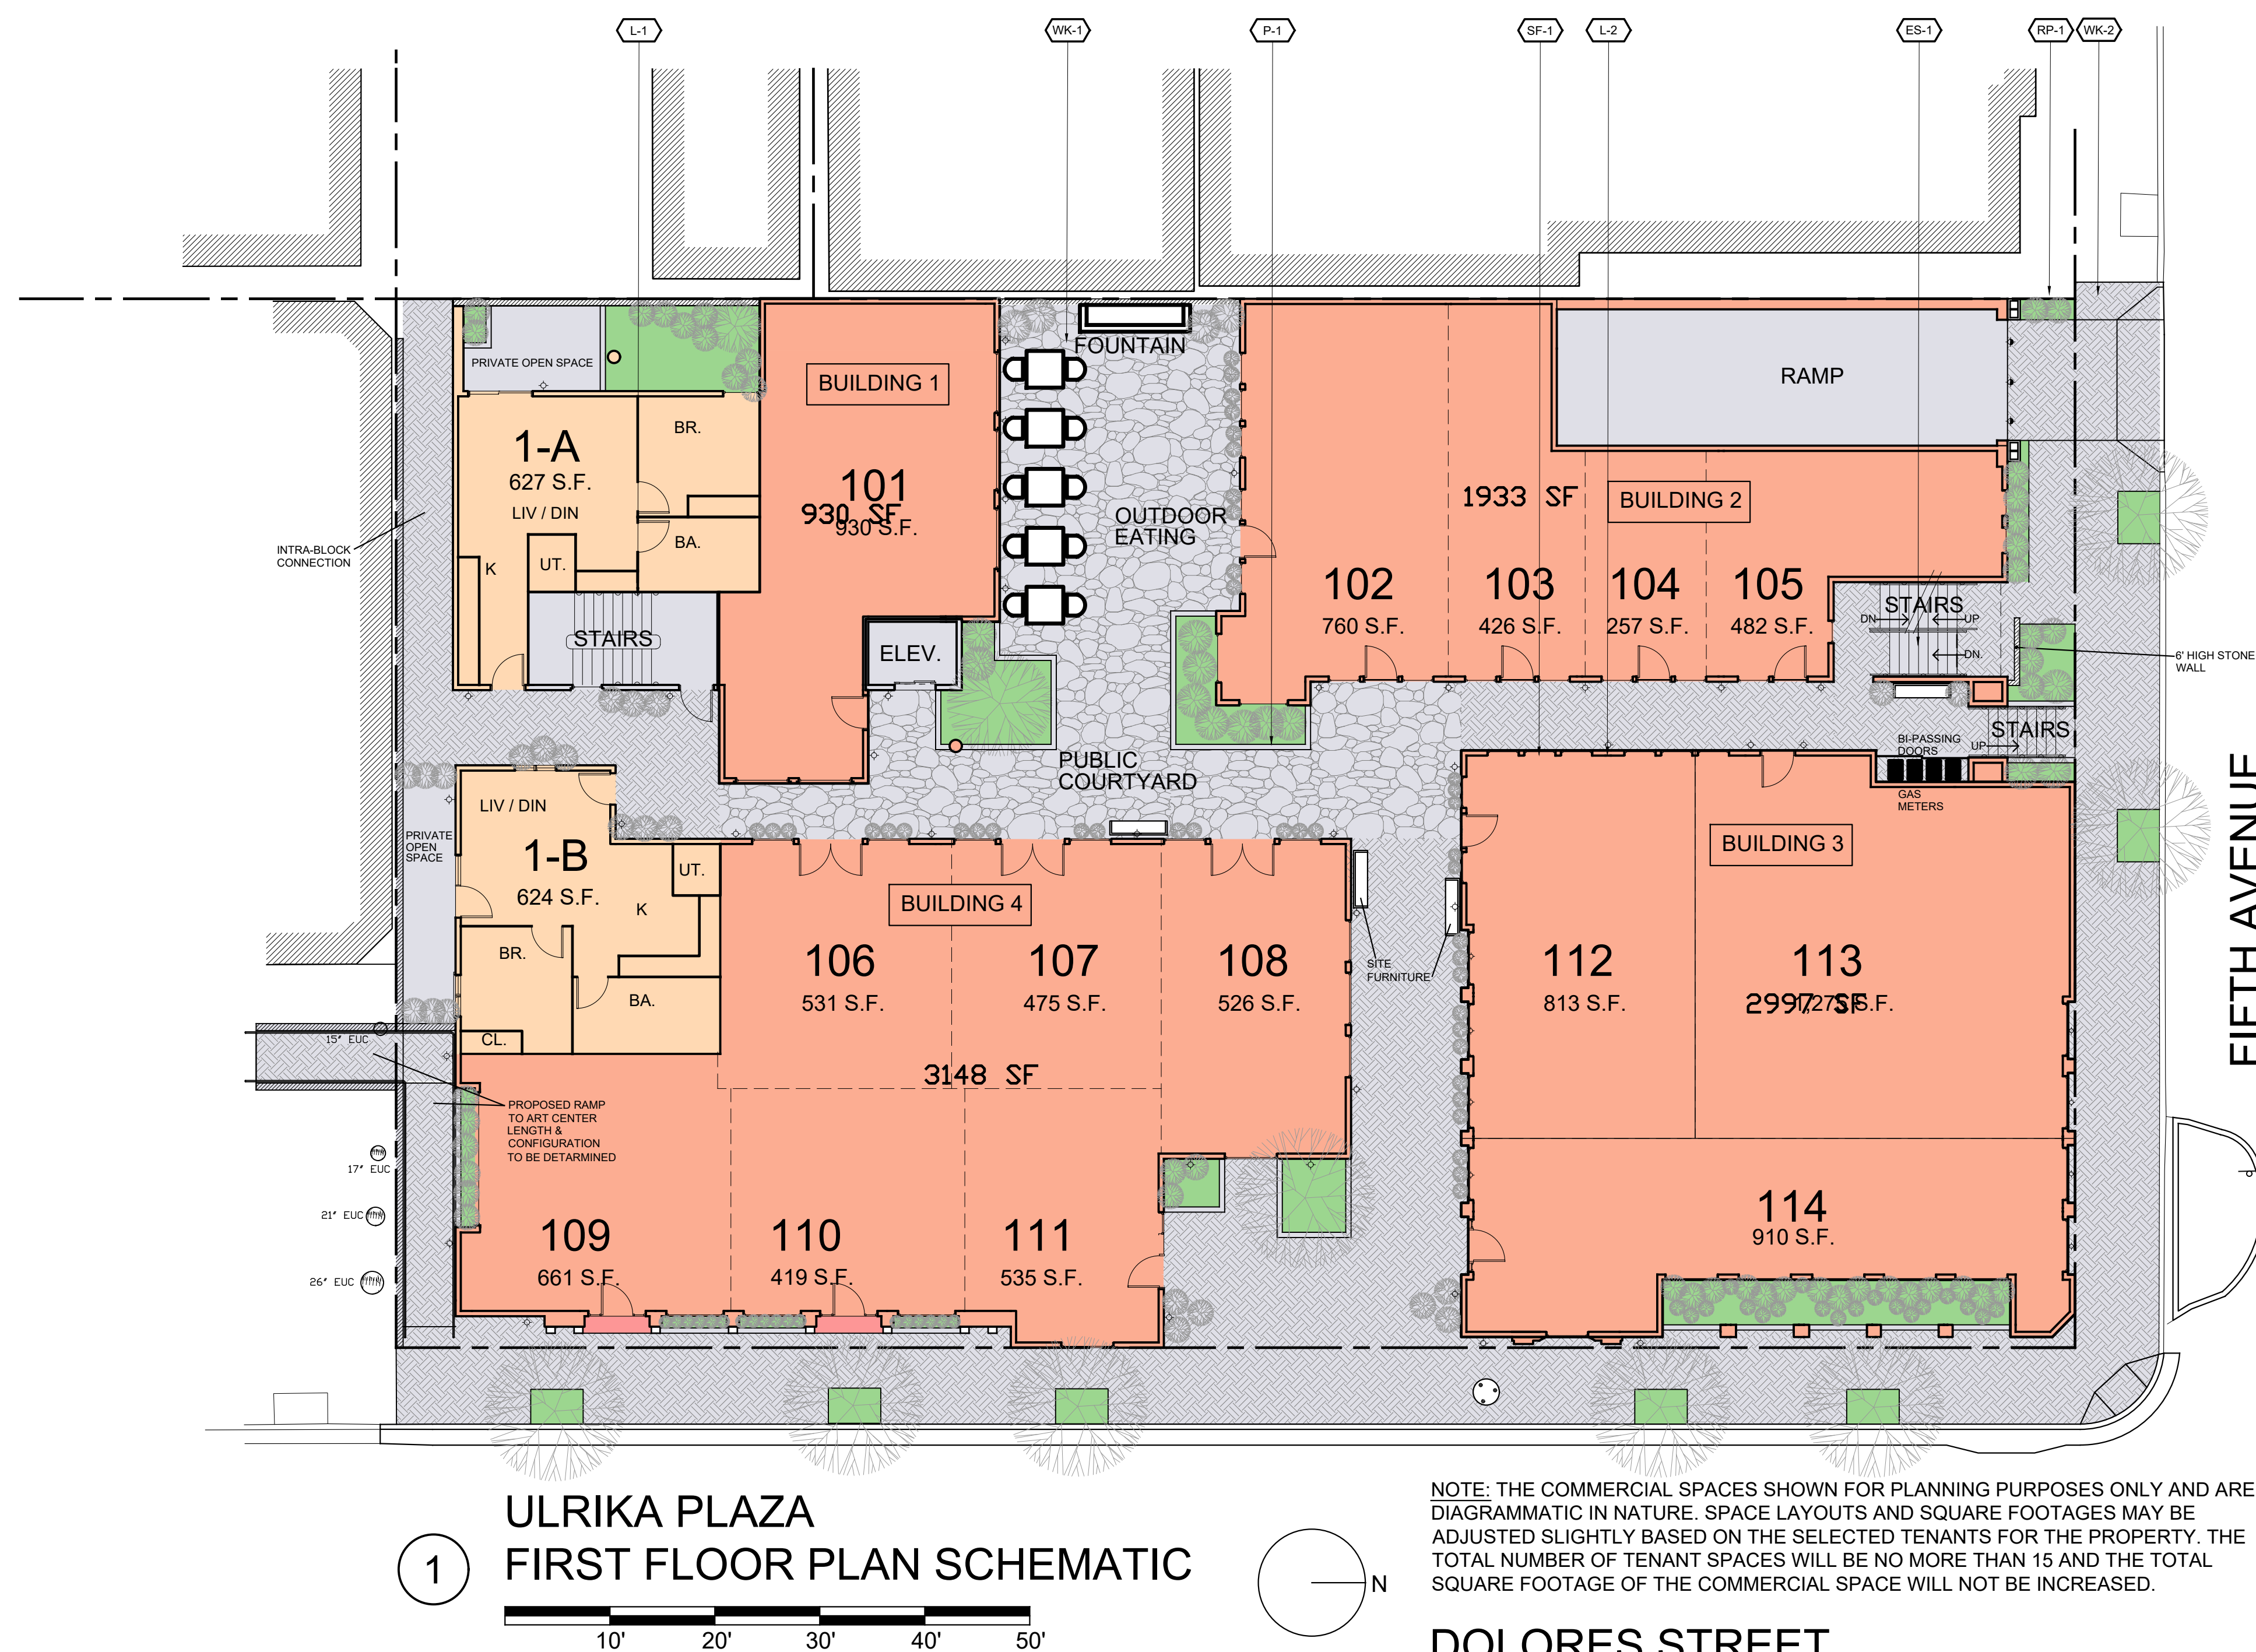 L-1
WK-1
P-1
SF-1
L-2
ES-1
RP-1
WK-2
PRIVATE OPEN SPACE
FOUNTAIN
BUILDING 1
RAMP
1-A
627 S.F.
LIV / DIN
BR.
BA.
UT.
K
101
930 SF
930 S.F.
OUTDOOR
EATING
1933 SF
BUILDING 2
INTRA-BLOCK
CONNECTION
102
760 S.F.
103
426 S.F.
104
257 S.F.
105
482 S.F.
STAIRS
ELEV.
STAIRS
DN
UP
DN.
6' HIGH STONE
WALL
STAIRS
UP
BI-PASSING
DOORS
GAS
METERS
PUBLIC
COURTYARD
FIFTH AVENUE
LIV / DIN
PRIVATE
OPEN
SPACE
1-B
624 S.F.
UT.
K
BR.
BA.
CL.
BUILDING 4
BUILDING 3
106
531 S.F.
107
475 S.F.
108
526 S.F.
SITE
FURNITURE
112
813 S.F.
113
2997 SF
3148 SF
15" EUC
PROPOSED RAMP
TO ART CENTER
LENGTH &
CONFIGURATION
TO BE DETARMINED
17" EUC
21" EUC
26" EUC
109
661 S.F.
110
419 S.F.
111
535 S.F.
114
910 S.F.
1
ULRIKA PLAZA
FIRST FLOOR PLAN SCHEMATIC
10'
20'
30'
40'
50'
N
NOTE: THE COMMERCIAL SPACES SHOWN FOR PLANNING PURPOSES ONLY AND ARE
DIAGRAMMATIC IN NATURE. SPACE LAYOUTS AND SQUARE FOOTAGES MAY BE
ADJUSTED SLIGHTLY BASED ON THE SELECTED TENANTS FOR THE PROPERTY. THE
TOTAL NUMBER OF TENANT SPACES WILL BE NO MORE THAN 15 AND THE TOTAL
SQUARE FOOTAGE OF THE COMMERCIAL SPACE WILL NOT BE INCREASED.
DOLORES STREET